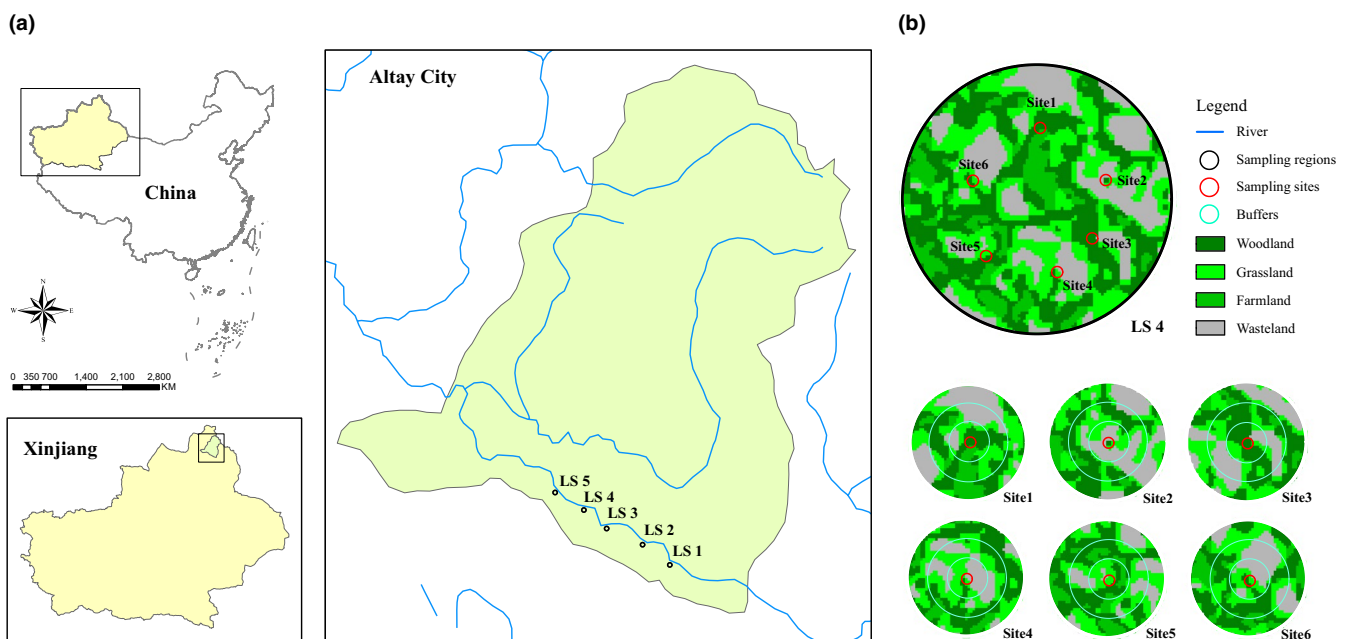 (a)
China
N
W E
S
0 350 700 1,400 2,100 2,800
KM
Xinjiang
Altay City
LS 5
LS 4
LS 3
LS 2
LS 1
(b)
Site1
Site6
Site2
Site3
Site5
Site4
LS 4
Legend
River
Sampling regions
Sampling sites
Buffers
Woodland
Grassland
Farmland
Wasteland
Site1
Site2
Site3
Site4
Site5
Site6